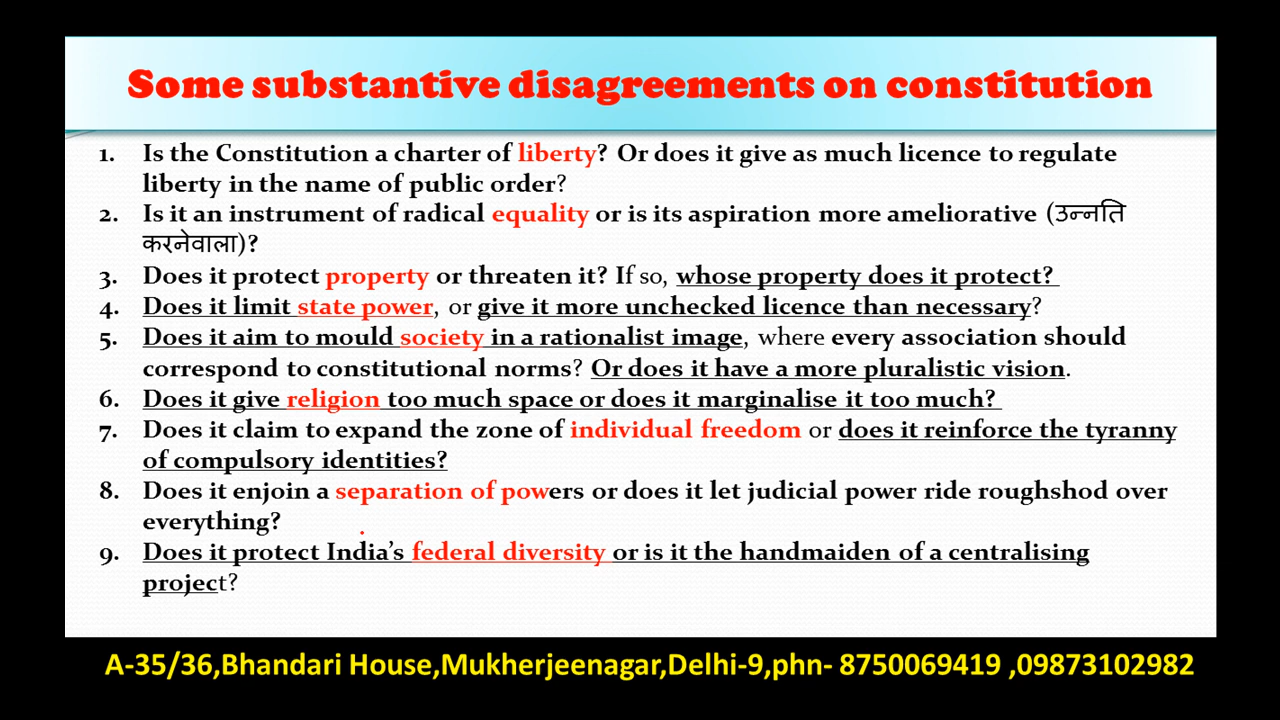 Some substantive disagreements on constitution
1. Is the Constitution a charter of liberty? Or does it give as much licence to regulate
liberty in the name of public order?
2. Is it an instrument of radical equality or is its aspiration more ameliorative (उन्नति
करनेवाला)?
3. Does it protect property or threaten it? If so, whose property does it protect?
4. Does it limit state power, or give it more unchecked licence than necessary?
5. Does it aim to mould society in a rationalist image, where every association should
correspond to constitutional norms? Or does it have a more pluralistic vision.
6. Does it give religion too much space or does it marginalise it too much?
7. Does it claim to expand the zone of individual freedom or does it reinforce the tyranny
of compulsory identities?
8. Does it enjoin a separation of powers or does it let judicial power ride roughshod over
everything?
9. Does it protect India’s federal diversity or is it the handmaiden of a centralising
project?
A-35/36,Bhandari House,Mukherjeenagar,Delhi-9,phn- 8750069419 ,09873102982